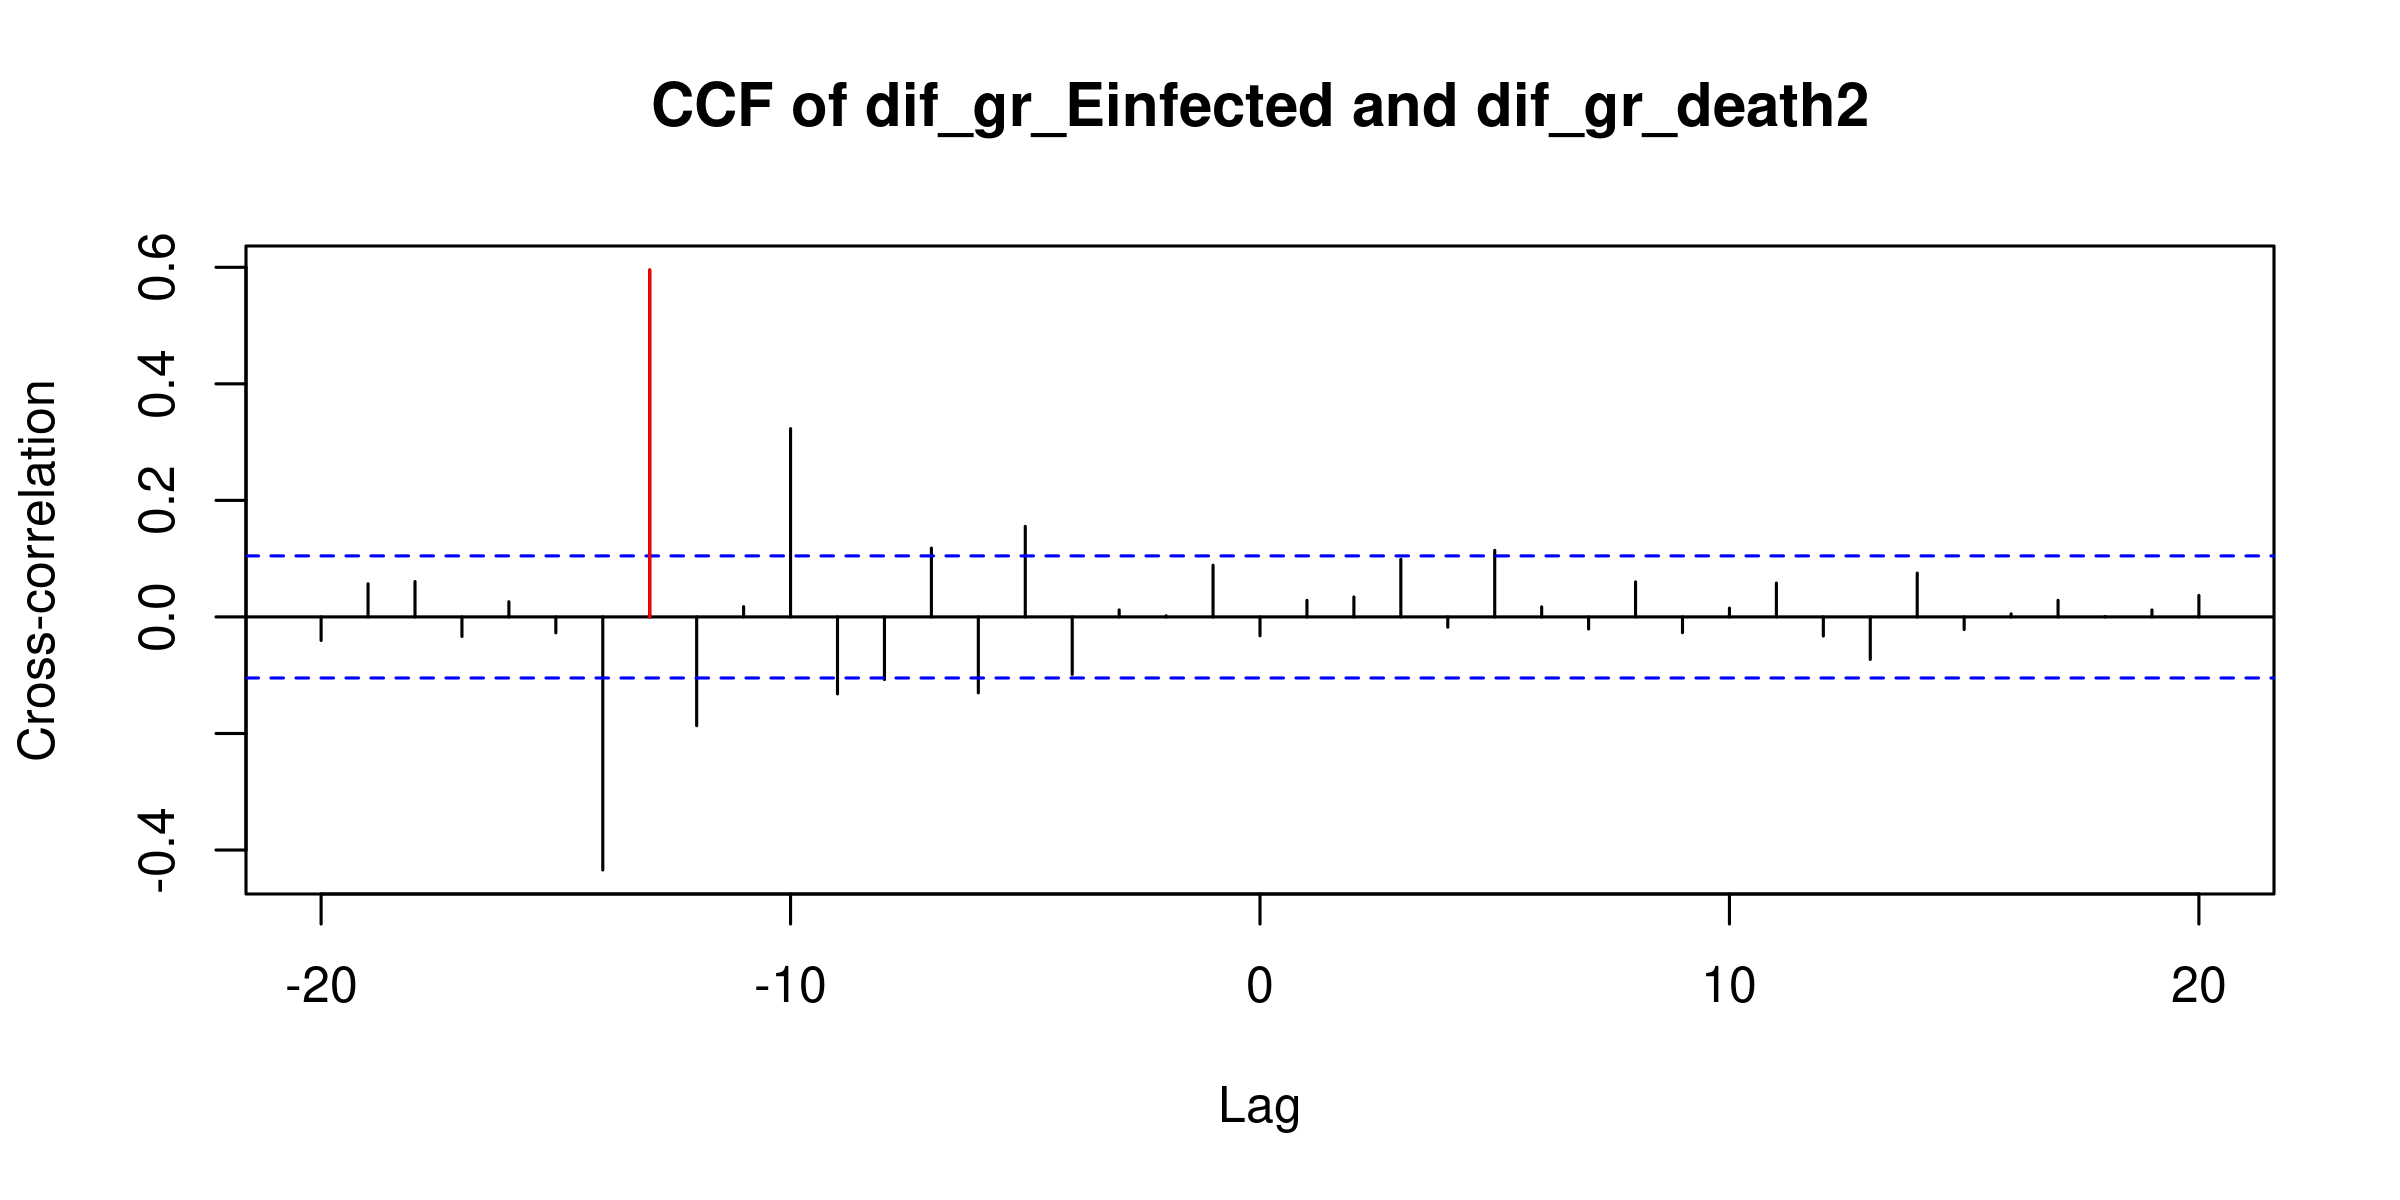 CCF of dif_gr_Einfected and dif_gr_death2
Cross-correlation
0.6
0.4
0.2
0.0
-0.4
-20 -10 0 10 20
Lag